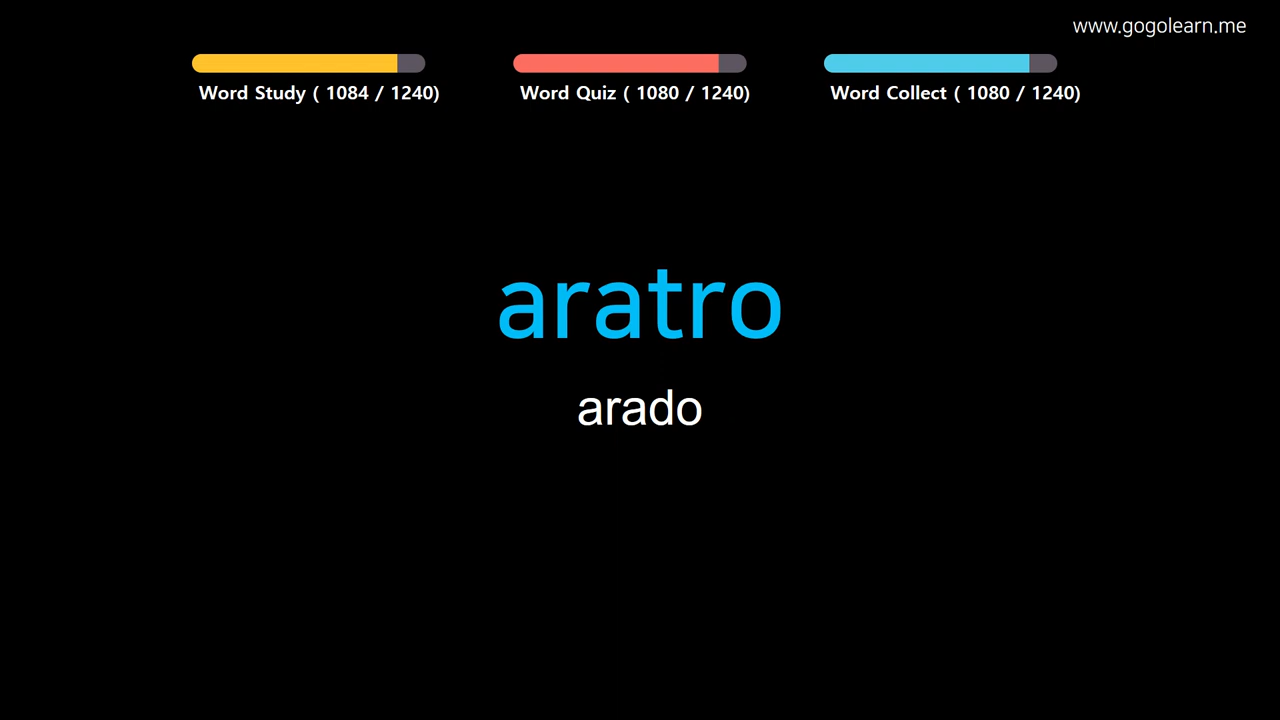 www.gogolearn.me
Word Study ( 1084 / 1240)
Word Quiz ( 1080 / 1240)
Word Collect ( 1080 / 1240)
aratro
arado